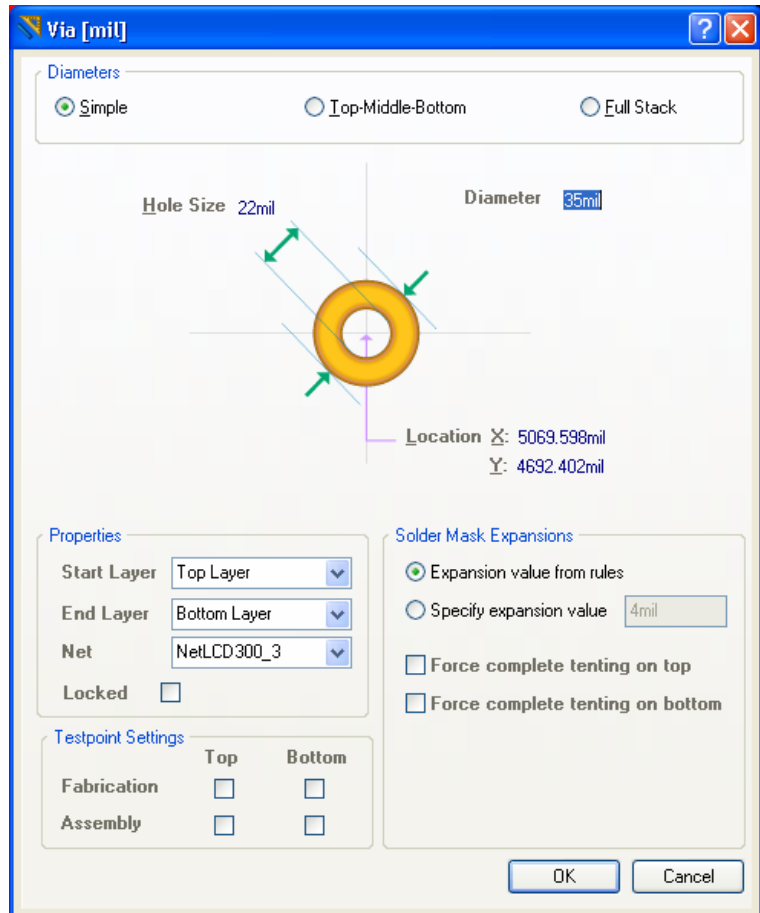 Via [mil]
Diameters
Simple Top-Middle-Bottom Full Stack
Hole Size 22mil Diameter 35mil
Location X: 5069.598mil
Y: 4692.402mil
Properties
Start Layer Top Layer
End Layer Bottom Layer
Net NetLCD300_3
Locked
Solder Mask Expansions
Expansion value from rules
Specify expansion value 4mil
Force complete tenting on top
Force complete tenting on bottom
Testpoint Settings
Top Bottom
Fabrication
Assembly
OK Cancel